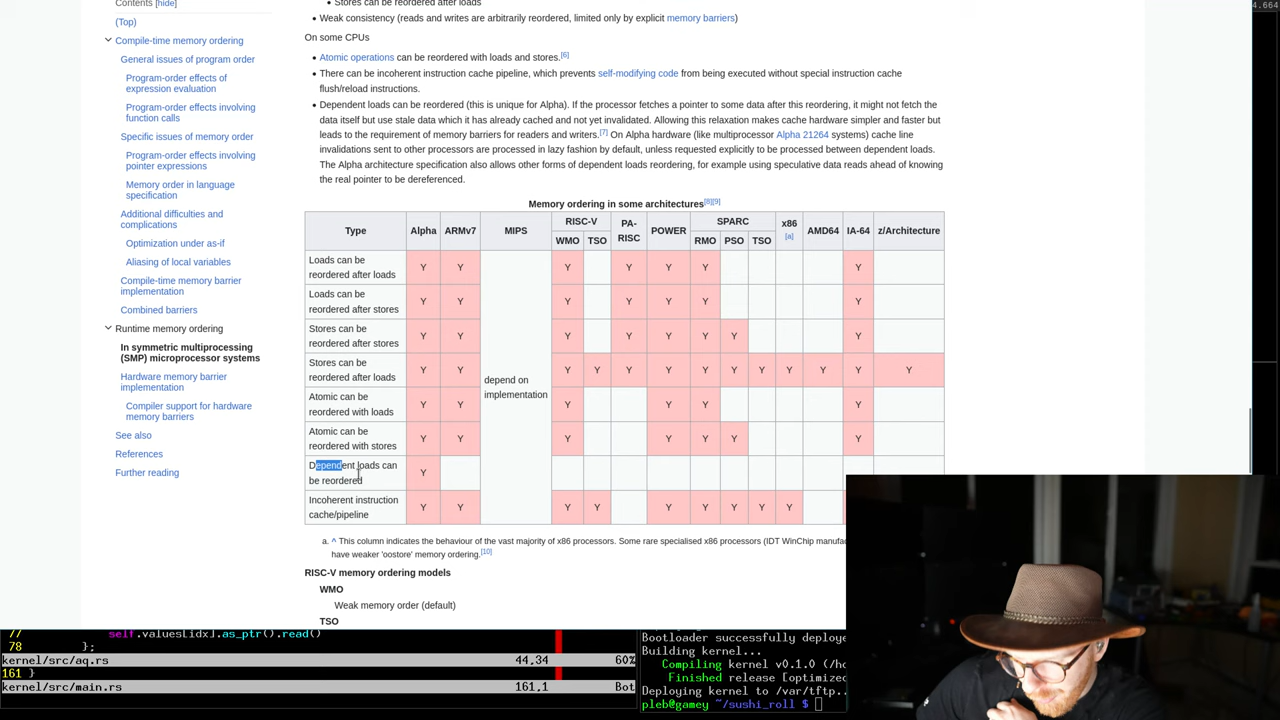 Contents [hide]
(Top)
Compile-time memory ordering
General issues of program order
Program-order effects of
expression evaluation
Program-order effects involving
function calls
Specific issues of memory order
Program-order effects involving
pointer expressions
Memory order in language
specification
Additional difficulties and
complications
Optimization under as-if
Aliasing of local variables
Compile-time memory barrier
implementation
Combined barriers
Runtime memory ordering
In symmetric multiprocessing
(SMP) microprocessor systems
Hardware memory barrier
implementation
Compiler support for hardware
memory barriers
See also
References
Further reading
Stores can be reordered after loads
Weak consistency (reads and writes are arbitrarily reordered, limited only by explicit memory barriers)
On some CPUs
Atomic operations can be reordered with loads and stores.[6]
There can be incoherent instruction cache pipeline, which prevents self-modifying code from being executed without special instruction cache
flush/reload instructions.
Dependent loads can be reordered (this is unique for Alpha). If the processor fetches a pointer to some data after this reordering, it might not fetch the
data itself but use stale data which it has already cached and not yet invalidated. Allowing this relaxation makes cache hardware simpler and faster but
leads to the requirement of memory barriers for readers and writers.[7] On Alpha hardware (like multiprocessor Alpha 21264 systems) cache line
invalidations sent to other processors are processed in lazy fashion by default, unless requested explicitly to be processed between dependent loads.
The Alpha architecture specification also allows other forms of dependent loads reordering, for example using speculative data reads ahead of knowing
the real pointer to be dereferenced.
Memory ordering in some architectures[8][9]
Type Alpha ARMv7 MIPS RISC-V PA-RISC POWER SPARC x86 [a] AMD64 IA-64 z/Architecture
WMO TSO RMO PSO TSO
Loads can be
reordered after loads Y Y Y Y Y Y Y
Loads can be
reordered after stores Y Y Y Y Y Y Y
Stores can be
reordered after stores Y Y Y Y Y Y Y Y
Stores can be
reordered after loads Y Y depend on implementation Y Y Y Y Y Y Y Y Y Y Y
Atomic can be
reordered with loads Y Y Y Y Y Y
Atomic can be
reordered with stores Y Y Y Y Y Y Y
Dependent loads can
be reordered Y
Incoherent instruction
cache/pipeline Y Y Y Y Y Y Y Y Y
a. ^ This column indicates the behaviour of the vast majority of x86 processors. Some rare specialised x86 processors (IDT WinChip manufac
have weaker 'oostore' memory ordering.[10]
RISC-V memory ordering models
WMO
Weak memory order (default)
TSO
4.664
77 self.values[idx].as_ptr().read()
78 };
kernel/src/aq.rs 44,34 60%
161 }
kernel/src/main.rs 161,1 Bot
Bootloader successfully deploye
Building kernel...
Compiling kernel v0.1.0 (/ho
Finished release [optimized
Deploying kernel to /var/tftp..
pleb@gamey ~/sushi_roll $